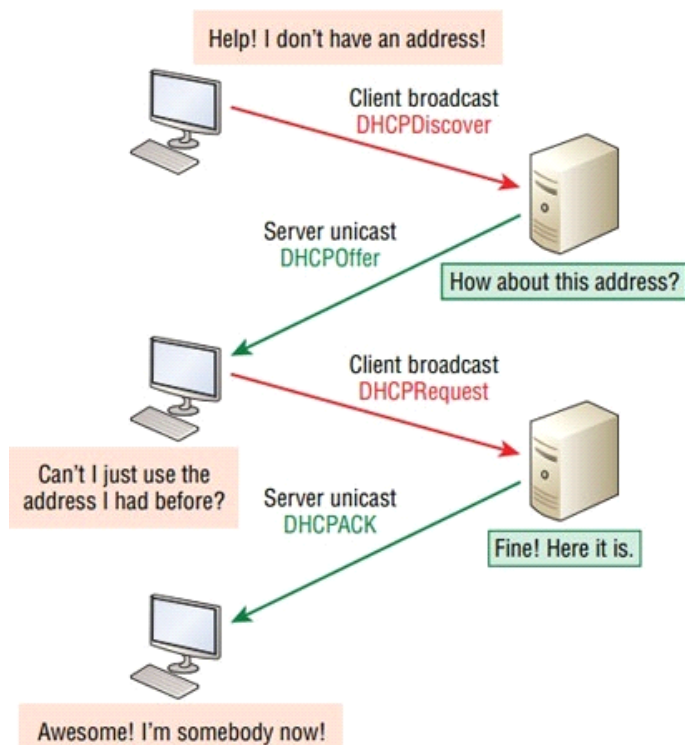 Help! I don't have an address!
Client broadcast
DHCPDiscover
Server unicast
DHCPOffer
How about this address?
Client broadcast
DHCPRequest
Can't I just use the
address I had before?
Server unicast
DHCPACK
Fine! Here it is.
Awesome! I'm somebody now!